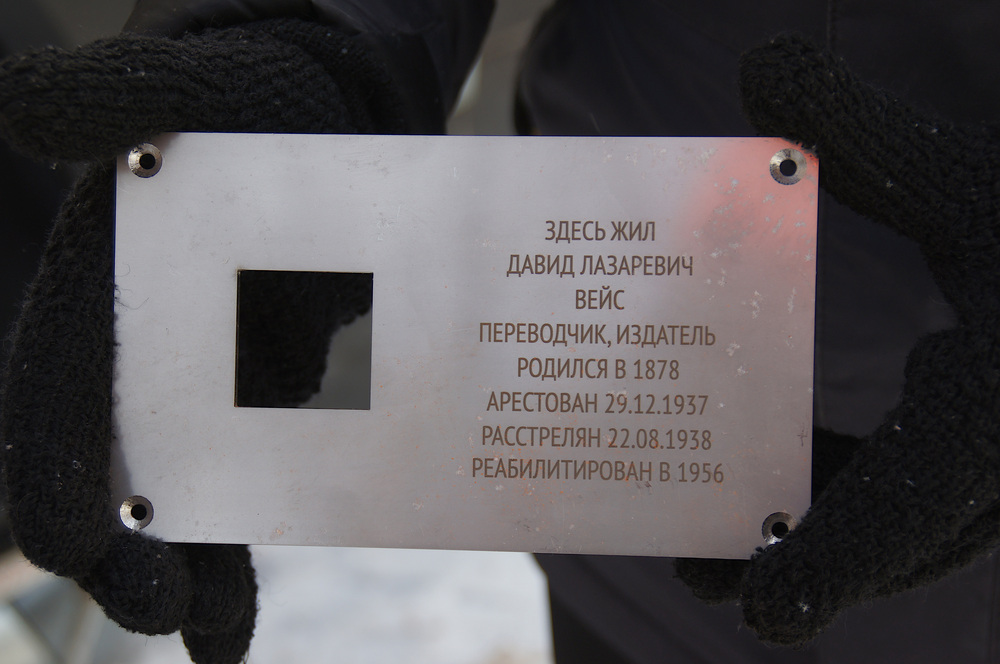 ЗДЕСЬ ЖИЛ
ДАВИД ЛАЗАРЕВИЧ
ВЕЙС
ПЕРЕВОДЧИК, ИЗДАТЕЛЬ
РОДИЛСЯ В 1878
АРЕСТОВАН 29.12.1937
РАССТРЕЛЯН 22.08.1938
РЕАБИЛИТИРОВАН В 1956